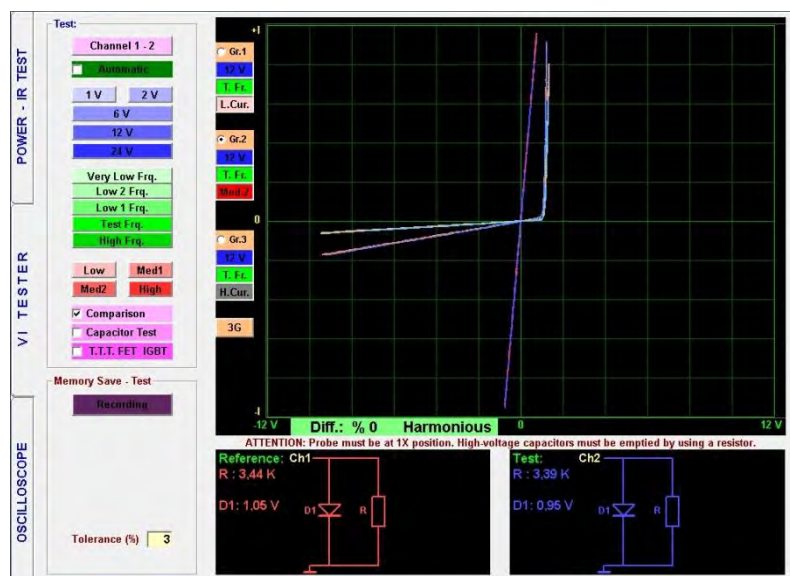 POWER - IR TEST
VI TESTER
OSCILLOSCOPE
Test:
Channel 1 - 2
Automatic
1 V
2 V
6 V
12 V
24 V
Very Low Frq.
Low 2 Frq.
Low 1 Frq.
Test Frq.
High Frq.
Low
Med1
Med2
High
Comparison
Capacitor Test
T.T.T. FET IGBT
Memory Save - Test
Recording
Tolerance (%) 3
Gr.1
12 V
T. Fr.
L.Cur.
Gr.2
12 V
T. Fr.
Med.2
Gr.3
12 V
T. Fr.
H.Cur.
3G
+1
0
-1
-12 V
Diff.: % 0 Harmonious
0
12 V
ATTENTION: Probe must be at 1X position. High-voltage capacitors must be emptied by using a resistor.
Reference: Ch1
R : 3,44 K
D1: 1,05 V
D1
R
Test: Ch2
R : 3,39 K
D1: 0,95 V
D1
R